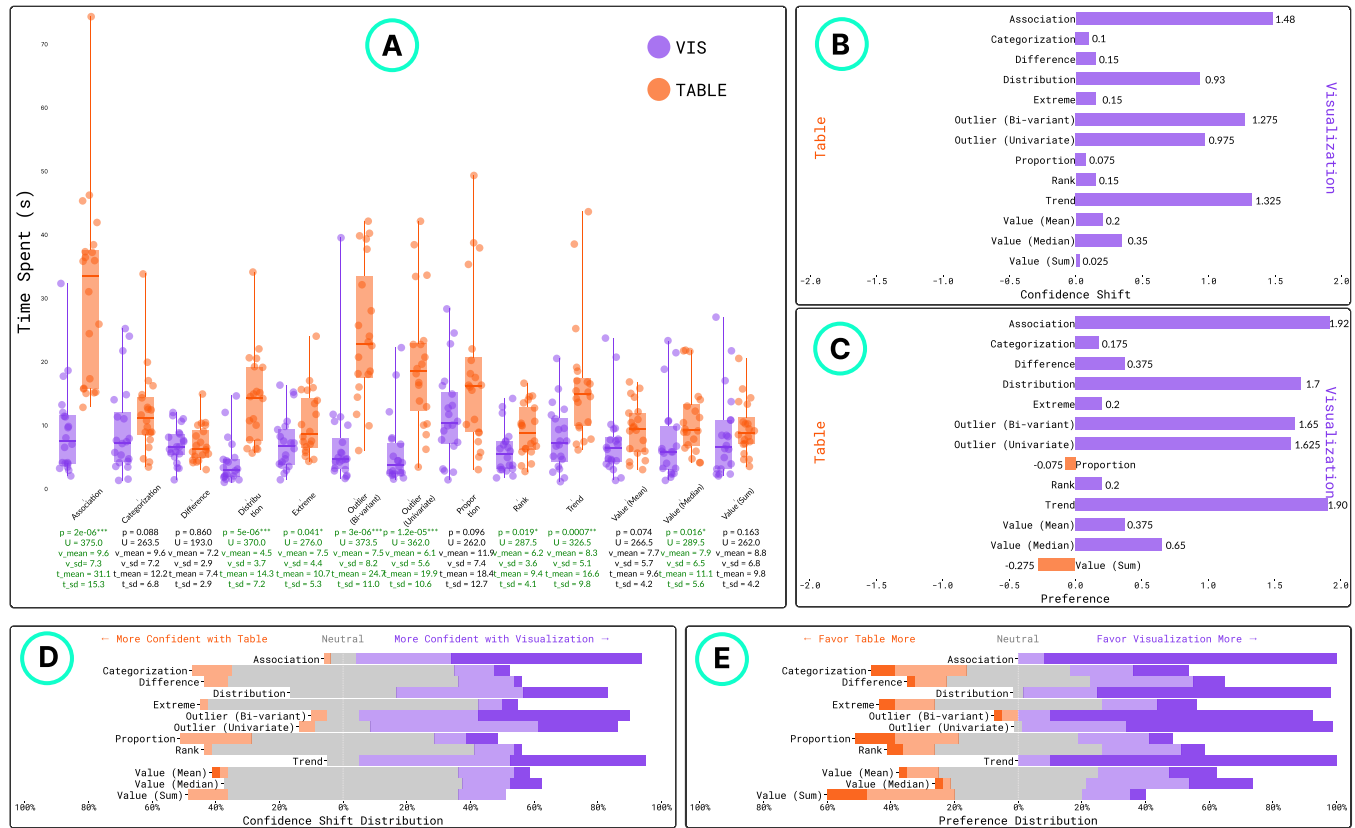 A
VIS
TABLE
Time Spent (s)
70
60
50
40
30
20
10
0
Association
Categorization
Difference
Distribu
tion
Extreme
Outlier
(Bi-variant)
Outlier
(Univariate)
Propor
tion
Rank
Trend
Value (Mean)
Value (Median)
Value (Sum)
p = 2e-06*** p = 0.088 p = 0.860 p = 5e-06*** p = 0.041* p = 3e-06*** p = 1.2e-05*** p = 0.096 p = 0.019* p = 0.0007** p = 0.074 p = 0.016* p = 0.163
U = 375.0 U = 263.5 U = 193.0 U = 370.0 U = 276.0 U = 373.5 U = 362.0 U = 262.0 U = 287.5 U = 326.5 U = 266.5 U = 289.5 U = 262.0
v_mean = 9.6 v_mean = 9.6 v_mean = 7.2 v_mean = 4.5 v_mean = 7.5 v_mean = 7.5 v_mean = 6.1 v_mean = 11.9 v_mean = 6.2 v_mean = 8.3 v_mean = 7.7 v_mean = 7.9 v_mean = 8.8
v_sd = 7.3 v_sd = 7.2 v_sd = 2.9 v_sd = 3.7 v_sd = 4.4 v_sd = 8.2 v_sd = 5.6 v_sd = 7.4 v_sd = 3.6 v_sd = 5.1 v_sd = 5.7 v_sd = 6.5 v_sd = 6.8
t_mean = 31.1 t_mean = 12.2 t_mean = 7.4 t_mean = 14.3 t_mean = 10.7 t_mean = 24.7 t_mean = 19.9 t_mean = 18.4 t_mean = 9.4 t_mean = 16.6 t_mean = 9.6 t_mean = 11.1 t_mean = 9.8
t_sd = 15.3 t_sd = 6.8 t_sd = 2.9 t_sd = 7.2 t_sd = 5.3 t_sd = 11.0 t_sd = 10.6 t_sd = 12.7 t_sd = 4.1 t_sd = 9.8 t_sd = 4.2 t_sd = 5.6 t_sd = 4.2
B
Table
Visualization
Association 1.48
Categorization 0.1
Difference 0.15
Distribution 0.93
Extreme 0.15
Outlier (Bi-variant) 1.275
Outlier (Univariate) 0.975
Proportion 0.075
Rank 0.15
Trend 1.325
Value (Mean) 0.2
Value (Median) 0.35
Value (Sum) 0.025
-2.0 -1.5 -1.0 -0.5 0.0 0.5 1.0 1.5 2.0
Confidence Shift
C
Table
Visualization
Association 1.92
Categorization 0.175
Difference 0.375
Distribution 1.7
Extreme 0.2
Outlier (Bi-variant) 1.65
Outlier (Univariate) 1.625
-0.075 Proportion
Rank 0.2
Trend 1.90
Value (Mean) 0.375
Value (Median) 0.65
-0.275 Value (Sum)
-2.0 -1.5 -1.0 -0.5 0.0 0.5 1.0 1.5 2.0
Preference
D
← More Confident with Table Neutral More Confident with Visualization →
Association
Categorization
Difference
Distribution
Extreme
Outlier (Bi-variant)
Outlier (Univariate)
Proportion
Rank
Trend
Value (Mean)
Value (Median)
Value (Sum)
100% 80% 60% 40% 20% 0% 20% 40% 60% 80% 100%
Confidence Shift Distribution
E
← Favor Table More Neutral Favor Visualization More →
Association
Categorization
Difference
Distribution
Extreme
Outlier (Bi-variant)
Outlier (Univariate)
Proportion
Rank
Trend
Value (Mean)
Value (Median)
Value (Sum)
100% 80% 60% 40% 20% 0% 20% 40% 60% 80% 100%
Preference Distribution